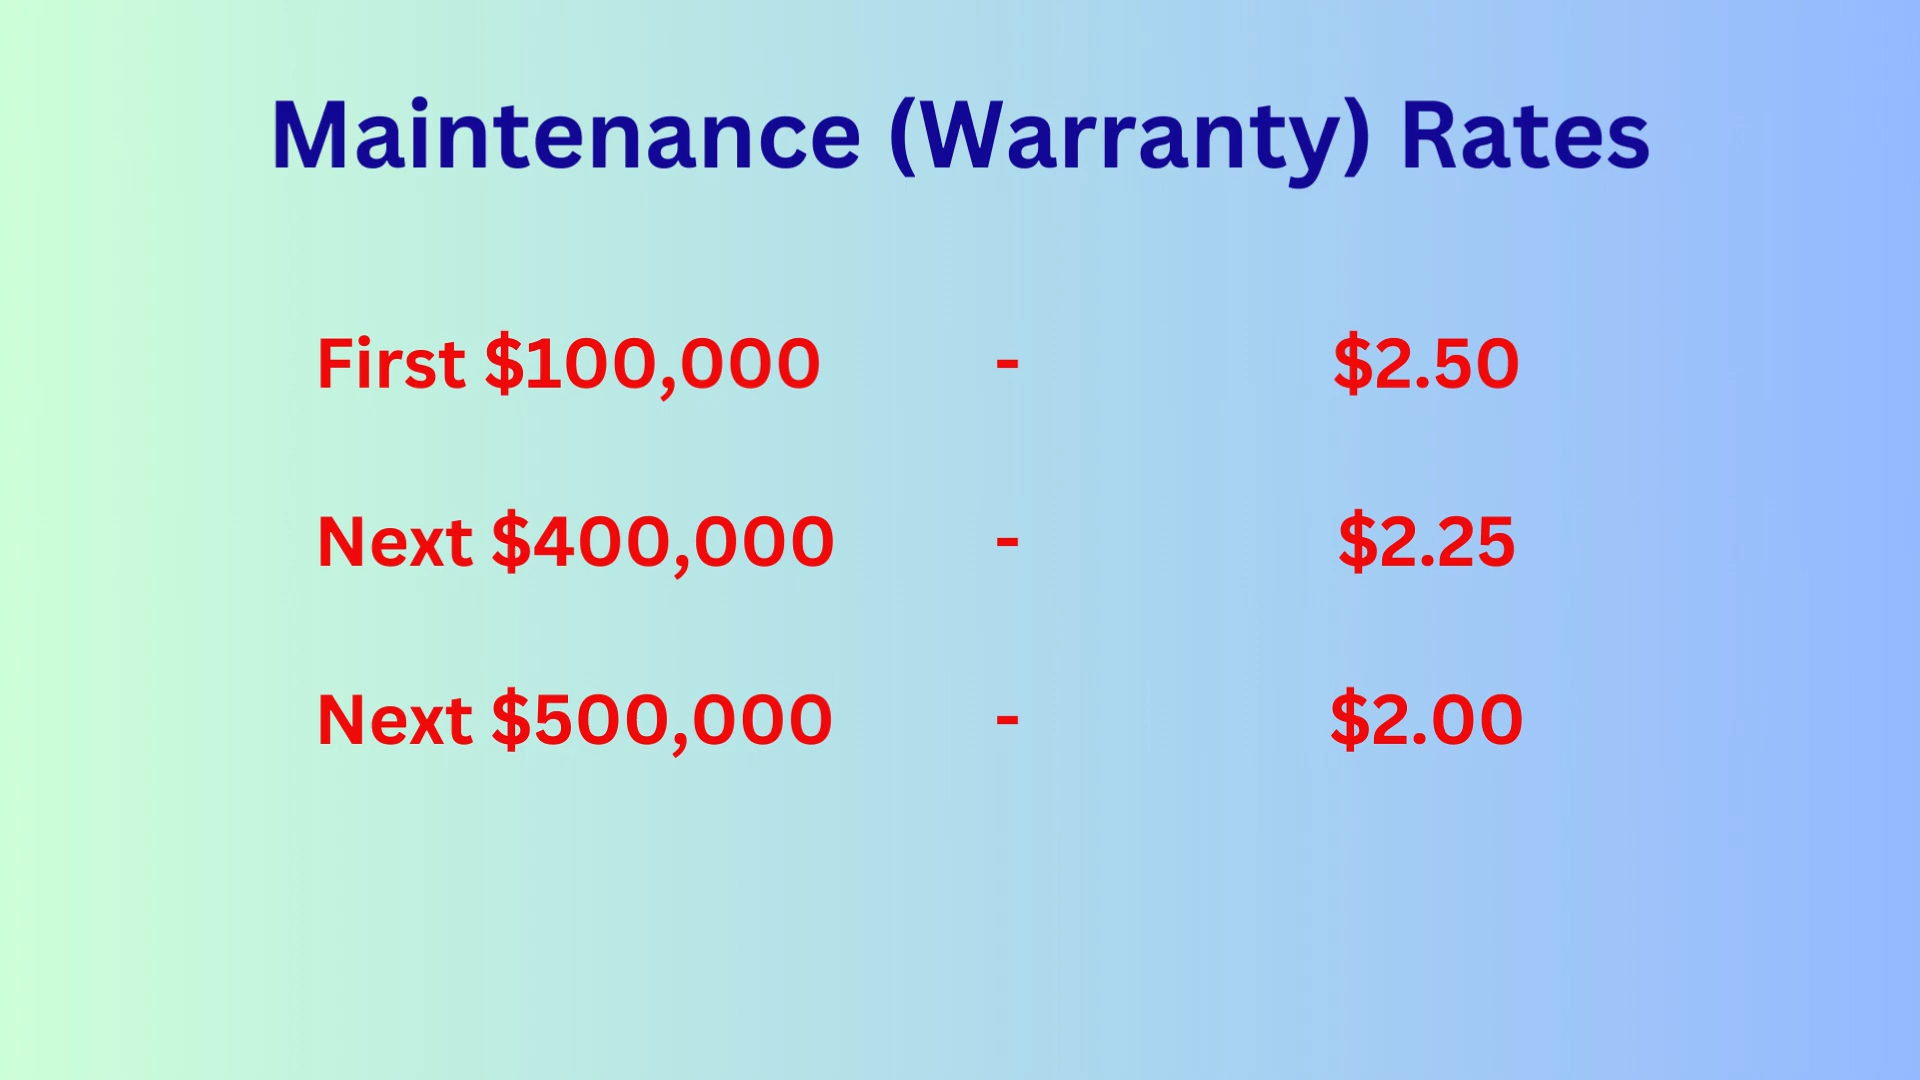 Maintenance (Warranty) Rates
First $100,000 - $2.50
Next $400,000 - $2.25
Next $500,000 - $2.00